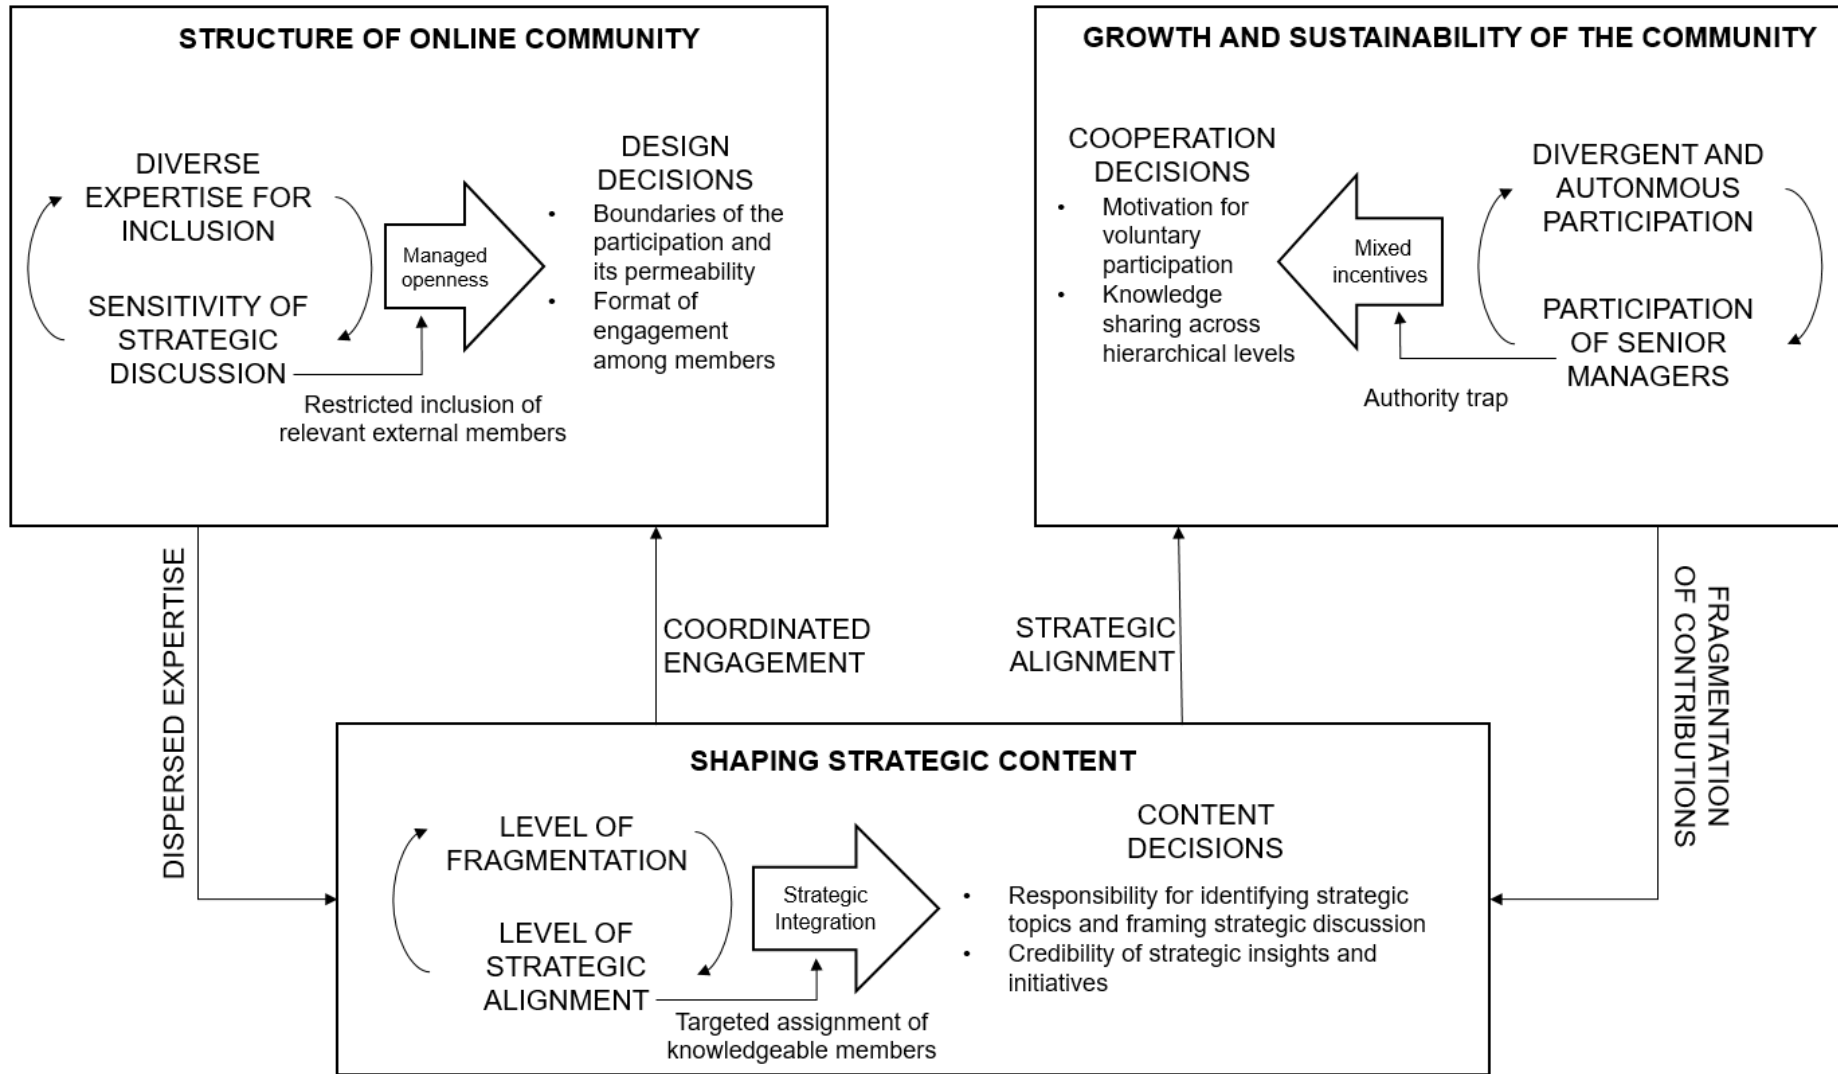 STRUCTURE OF ONLINE COMMUNITY
DIVERSE
EXPERTISE FOR
INCLUSION
SENSITIVITY OF
STRATEGIC
DISCUSSION
Managed
openness
Restricted inclusion of
relevant external members
DESIGN
DECISIONS
• Boundaries of the
participation and
its permeability
• Format of
engagement
among members
GROWTH AND SUSTAINABILITY OF THE COMMUNITY
COOPERATION
DECISIONS
• Motivation for
voluntary
participation
• Knowledge
sharing across
hierarchical levels
Mixed
incentives
DIVERGENT AND
AUTONMOUS
PARTICIPATION
PARTICIPATION
OF SENIOR
MANAGERS
Authority trap
DISPERSED EXPERTISE
COORDINATED
ENGAGEMENT
STRATEGIC
ALIGNMENT
FRAGMENTATION
OF CONTRIBUTIONS
SHAPING STRATEGIC CONTENT
LEVEL OF
FRAGMENTATION
LEVEL OF
STRATEGIC
ALIGNMENT
Strategic
Integration
Targeted assignment of
knowledgeable members
CONTENT
DECISIONS
• Responsibility for identifying strategic
topics and framing strategic discussion
• Credibility of strategic insights and
initiatives